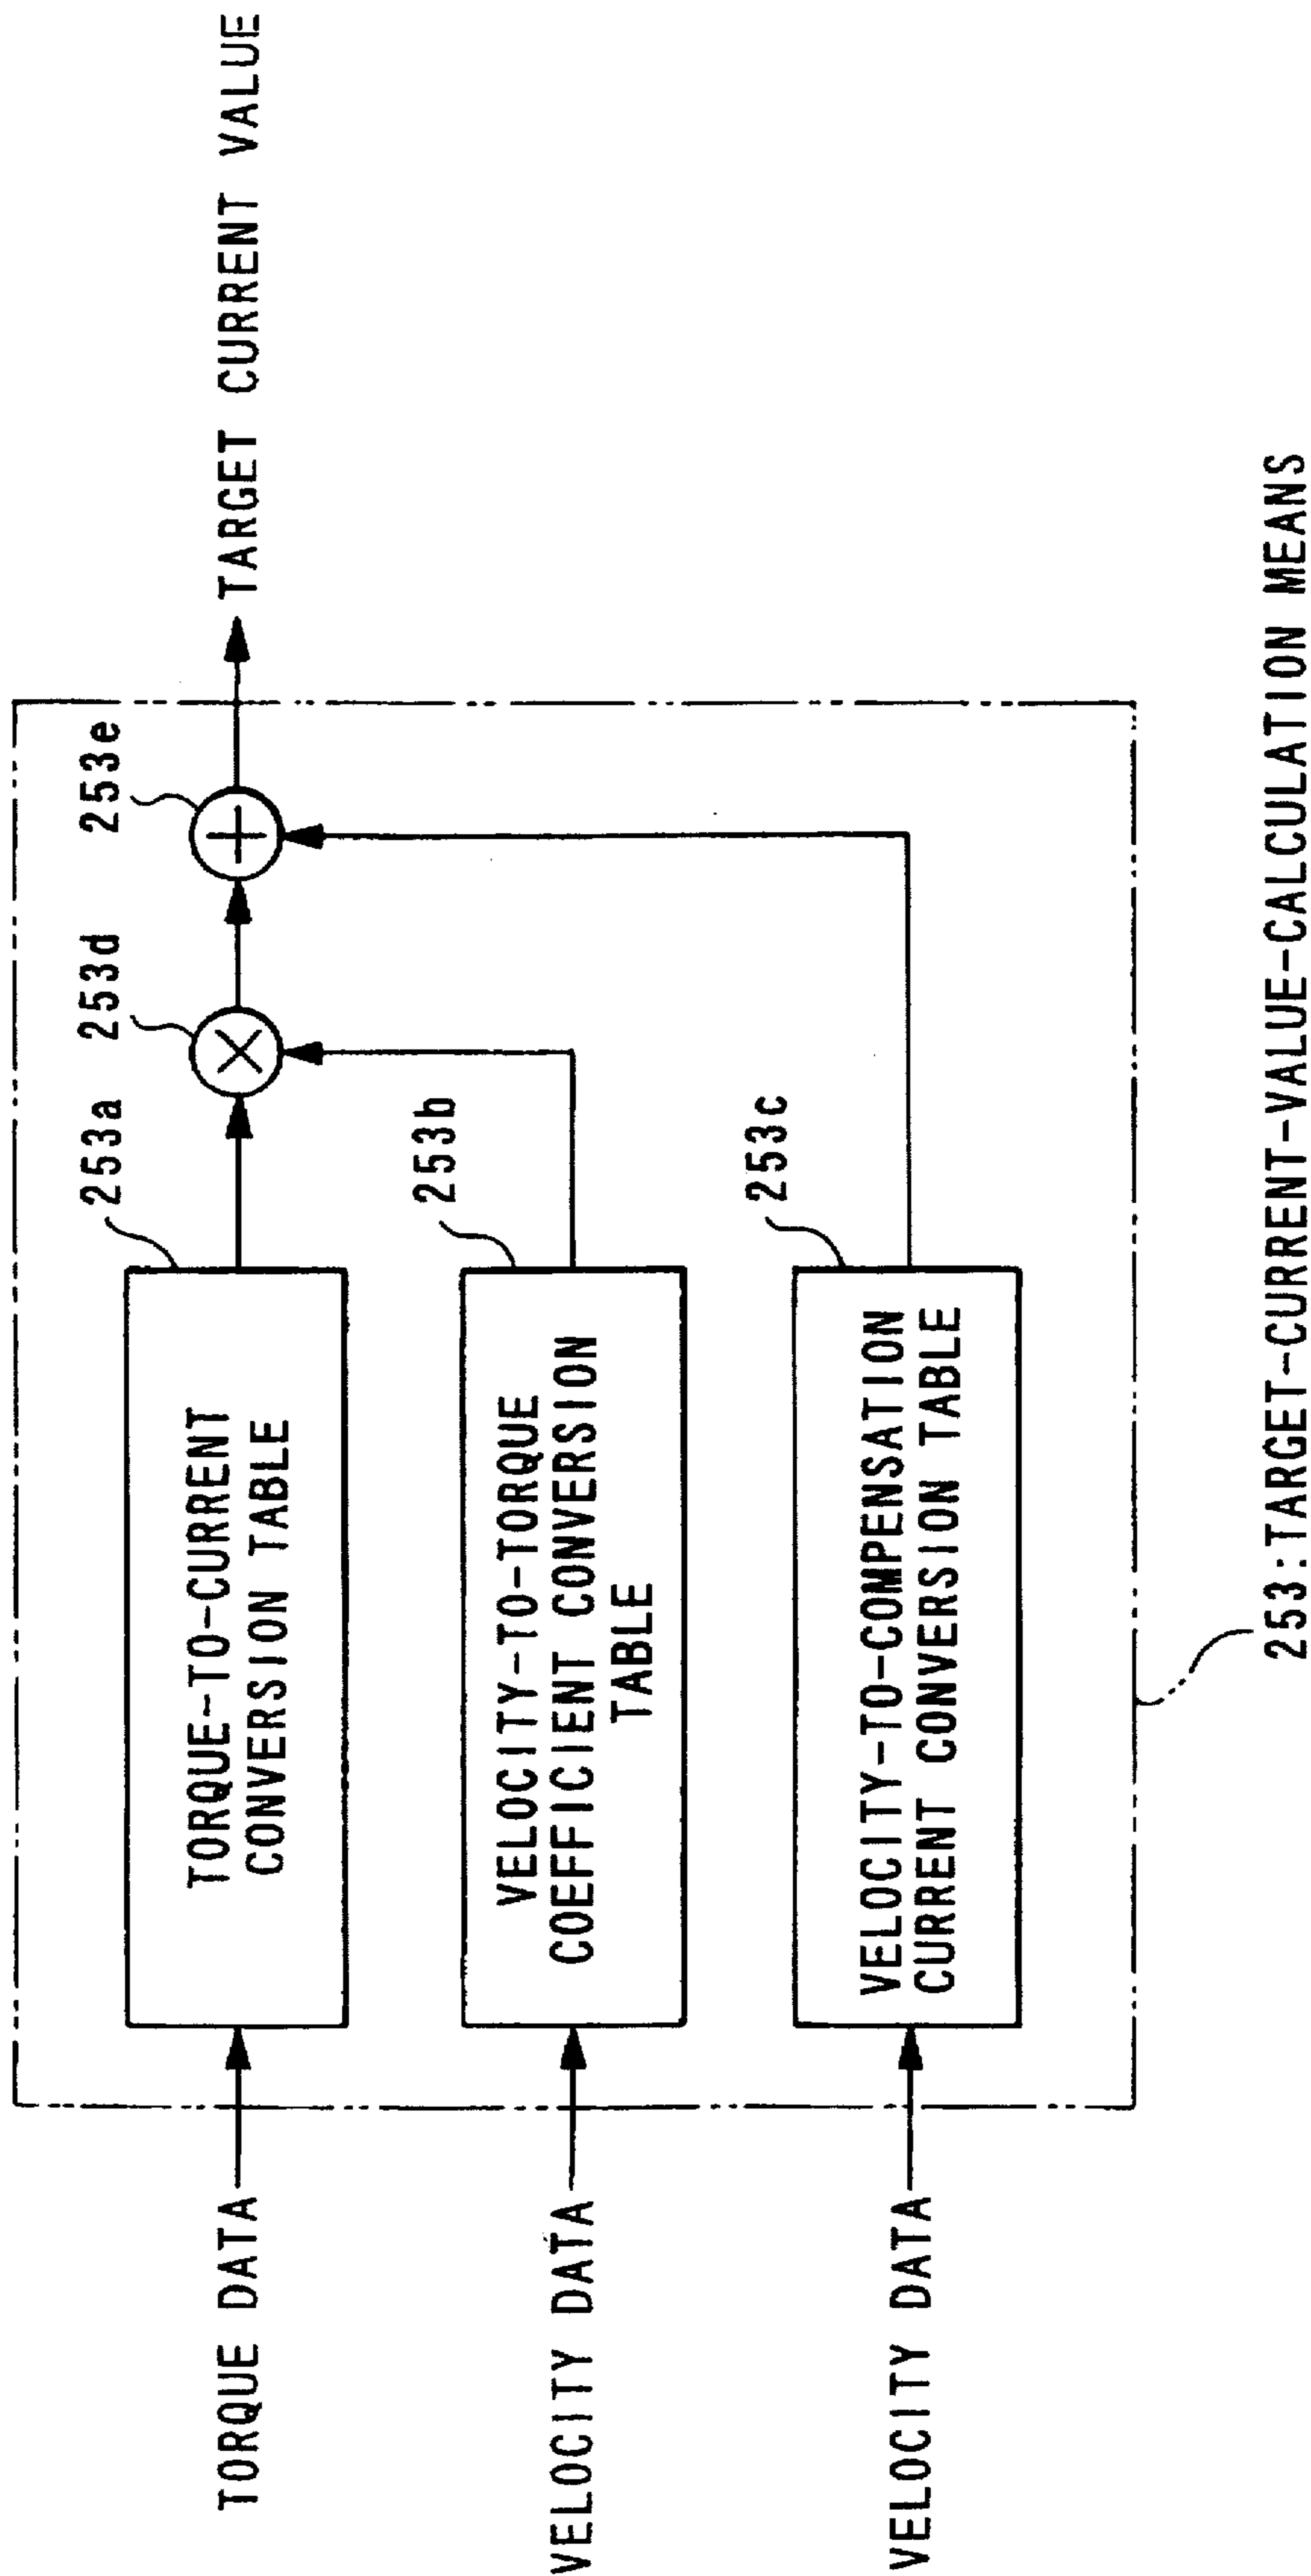 TORQUE DATA
TORQUE-TO-CURRENT
CONVERSION TABLE
253a
253d
253e
TARGET CURRENT VALUE
VELOCITY DATA
VELOCITY-TO-TORQUE
COEFFICIENT CONVERSION
TABLE
253b
VELOCITY DATA
VELOCITY-TO-COMPENSATION
CURRENT CONVERSION TABLE
253c
253:TARGET-CURRENT-VALUE-CALCULATION MEANS